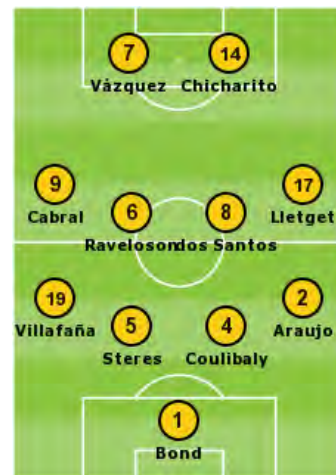 7 14
Vázquez Chicharito
9 17
Cabral 6 8 Lletget
Ravelosondos Santos
19 2
Villafaña 5 4 Araujo
Steres Coulibaly
1
Bond